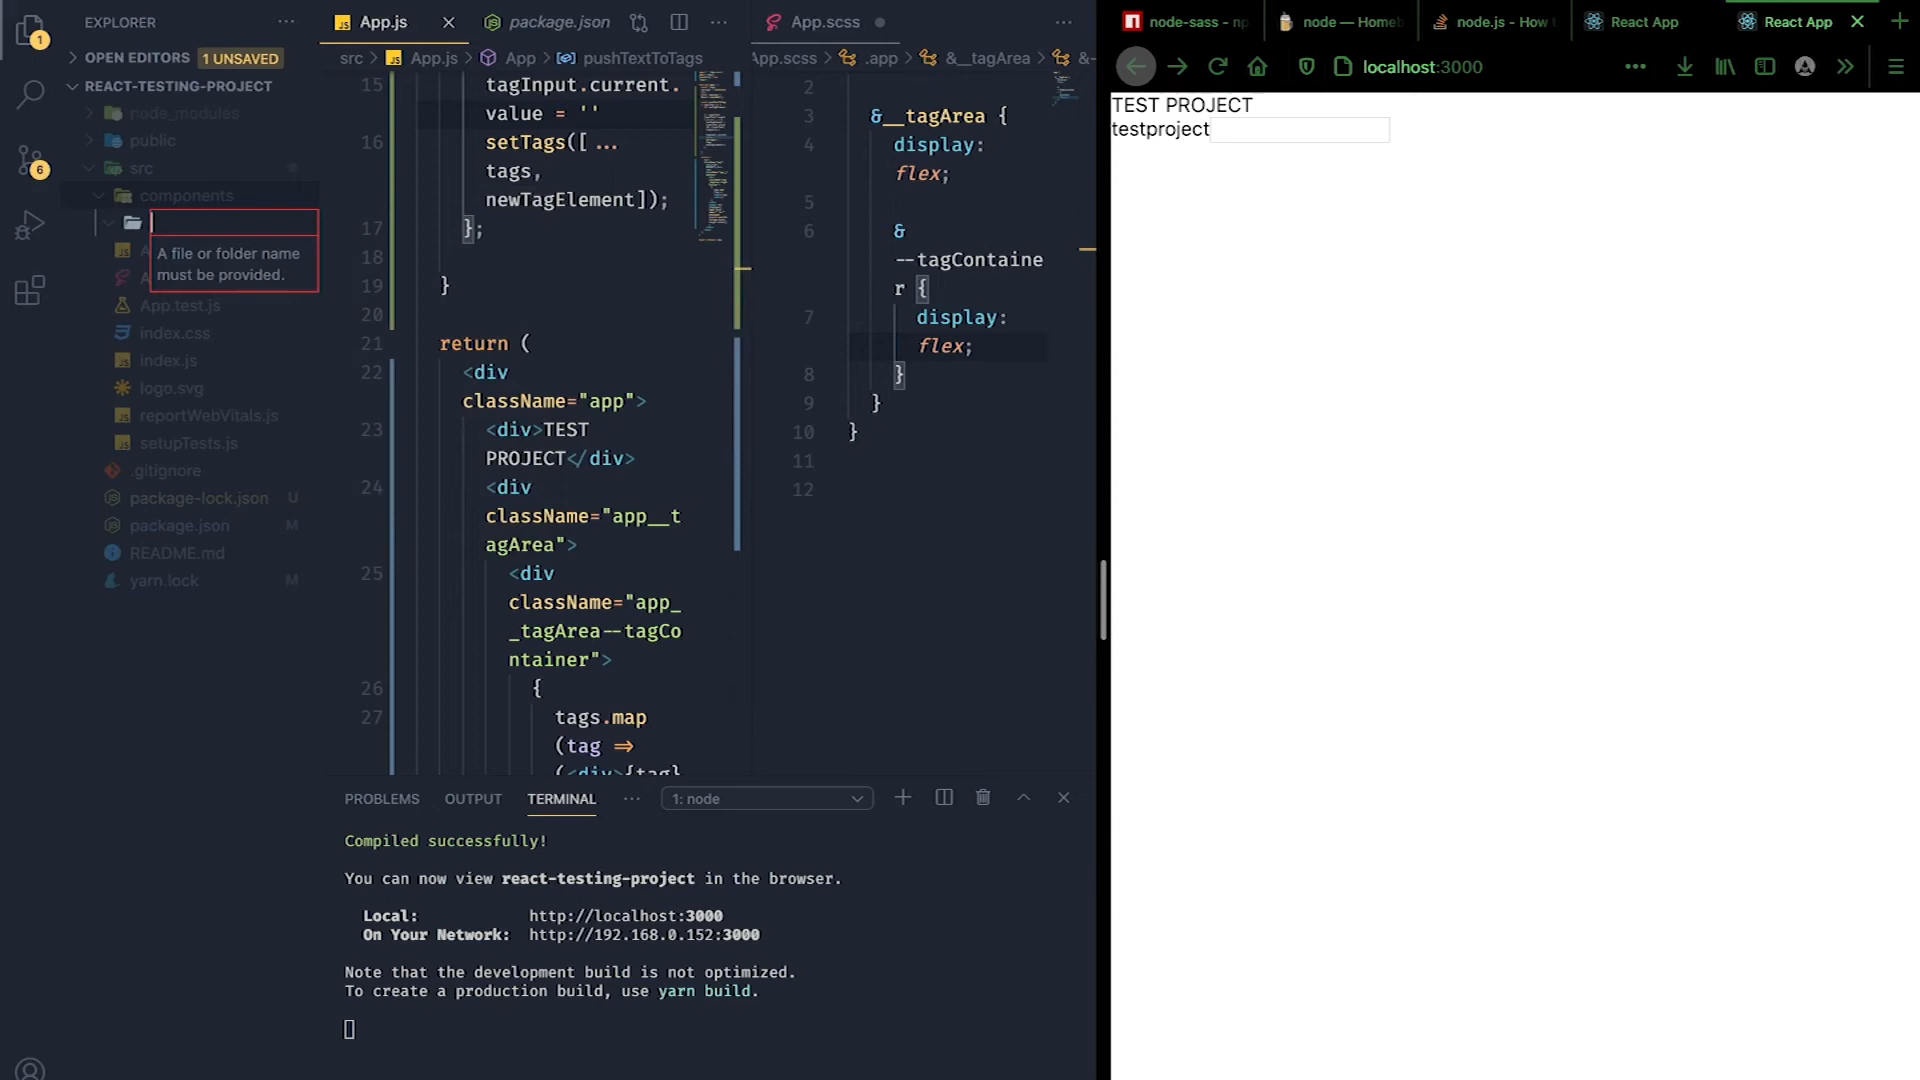 EXPLORER
OPEN EDITORS 1 UNSAVED
REACT-TESTING-PROJECT
node_modules
public
src
components
A file or folder name
must be provided.
App.test.js
index.css
index.js
logo.svg
reportWebVitals.js
setupTests.js
.gitignore
package-lock.json U
package.json M
README.md
yarn.lock M
1
6
App.js
package.json
src
App.js
App
pushTextToTags
15 tagInput.current.
value = ''
16 setTags([...
tags,
newTagElement]);
17 };
18
19 }
20
21 return (
22 <div
className="app">
23 <div>TEST
PROJECT</div>
24 <div
className="app__t
agArea">
25 <div
className="app_
_tagArea--tagCo
ntainer">
26 {
27 tags.map
(tag =>
(<div>{tag}
App.scss
App.scss
.app
&__tagArea
&-
2
3 &__tagArea {
4 display:
flex;
5
6 &
--tagContaine
r {
7 display:
flex;
8 }
9 }
10 }
11
12
PROBLEMS OUTPUT TERMINAL ... 1: node
Compiled successfully!
You can now view react-testing-project in the browser.
Local: http://localhost:3000
On Your Network: http://192.168.0.152:3000
Note that the development build is not optimized.
To create a production build, use yarn build.
node-sass - np
node — Homeb
node.js - How t
React App
React App
localhost:3000
TEST PROJECT
testproject